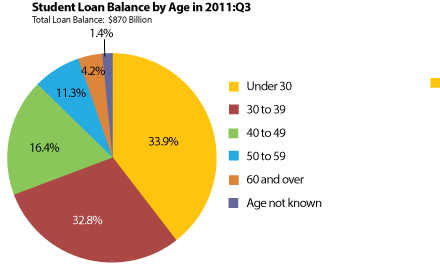 Student Loan Balance by Age in 2011:Q3
Total Loan Balance: $870 Billion
1.4%
4.2%
11.3%
16.4%
33.9%
32.8%
Under 30
30 to 39
40 to 49
50 to 59
60 and over
Age not known